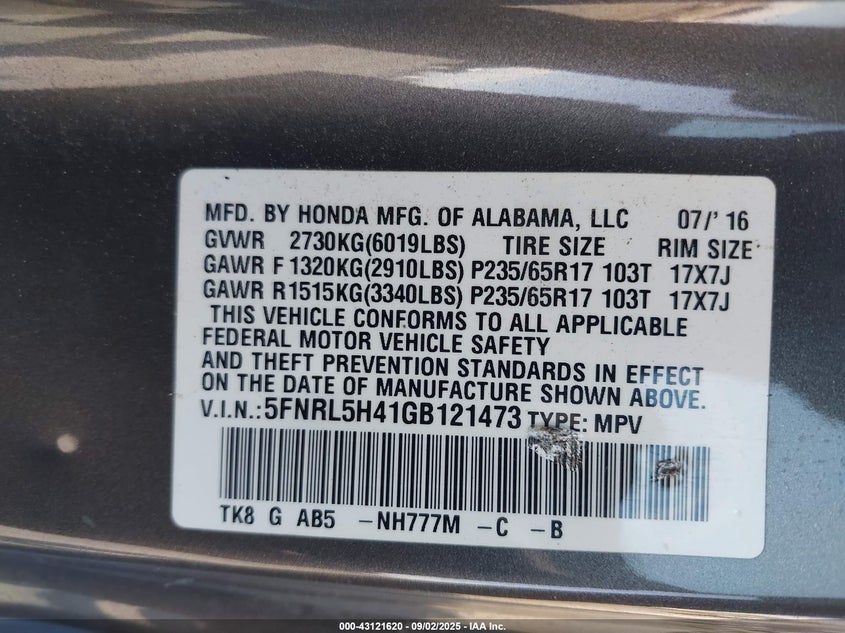 MFD. BY HONDA MFG. OF ALABAMA, LLC 07/' 16
GVWR 2730KG(6019LBS) TIRE SIZE RIM SIZE
GAWR F 1320KG(2910LBS) P235/65R17 103T 17X7J
GAWR R1515KG(3340LBS) P235/65R17 103T 17X7J
THIS VEHICLE CONFORMS TO ALL APPLICABLE
FEDERAL MOTOR VEHICLE SAFETY
AND THEFT PREVENTION STANDARDS IN EFFECT
ON THE DATE OF MANUFACTURE SHOWN ABOVE.
V.I.N.:5FNRL5H41GB121473 TYPE: MPV
TK8 G AB5 -NH777M -C -B
000-43121620 - 09/02/2025 - IAA Inc.